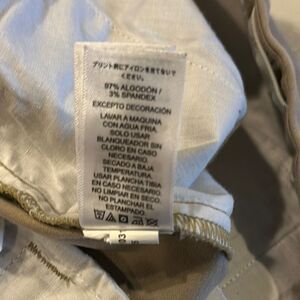 プリント例にアイロンを当てないで
ください。
97% ALGODÓN /
3% SPANDEX
EXCEPTO DECORACIÓN
LAVAR A MAQUINA
CON AGUA FRIA.
SOLO USAR
BLANQUEADOR SIN
CLORO EN CASO
NECESARIO.
SECADO A BAJA
TEMPERATURA.
USAR PLANCHA TIBIA
EN CASO NECESARIO.
NO LIMPIAR EN SECO.
NO PLANCHAR EL
ESTAMPADO.